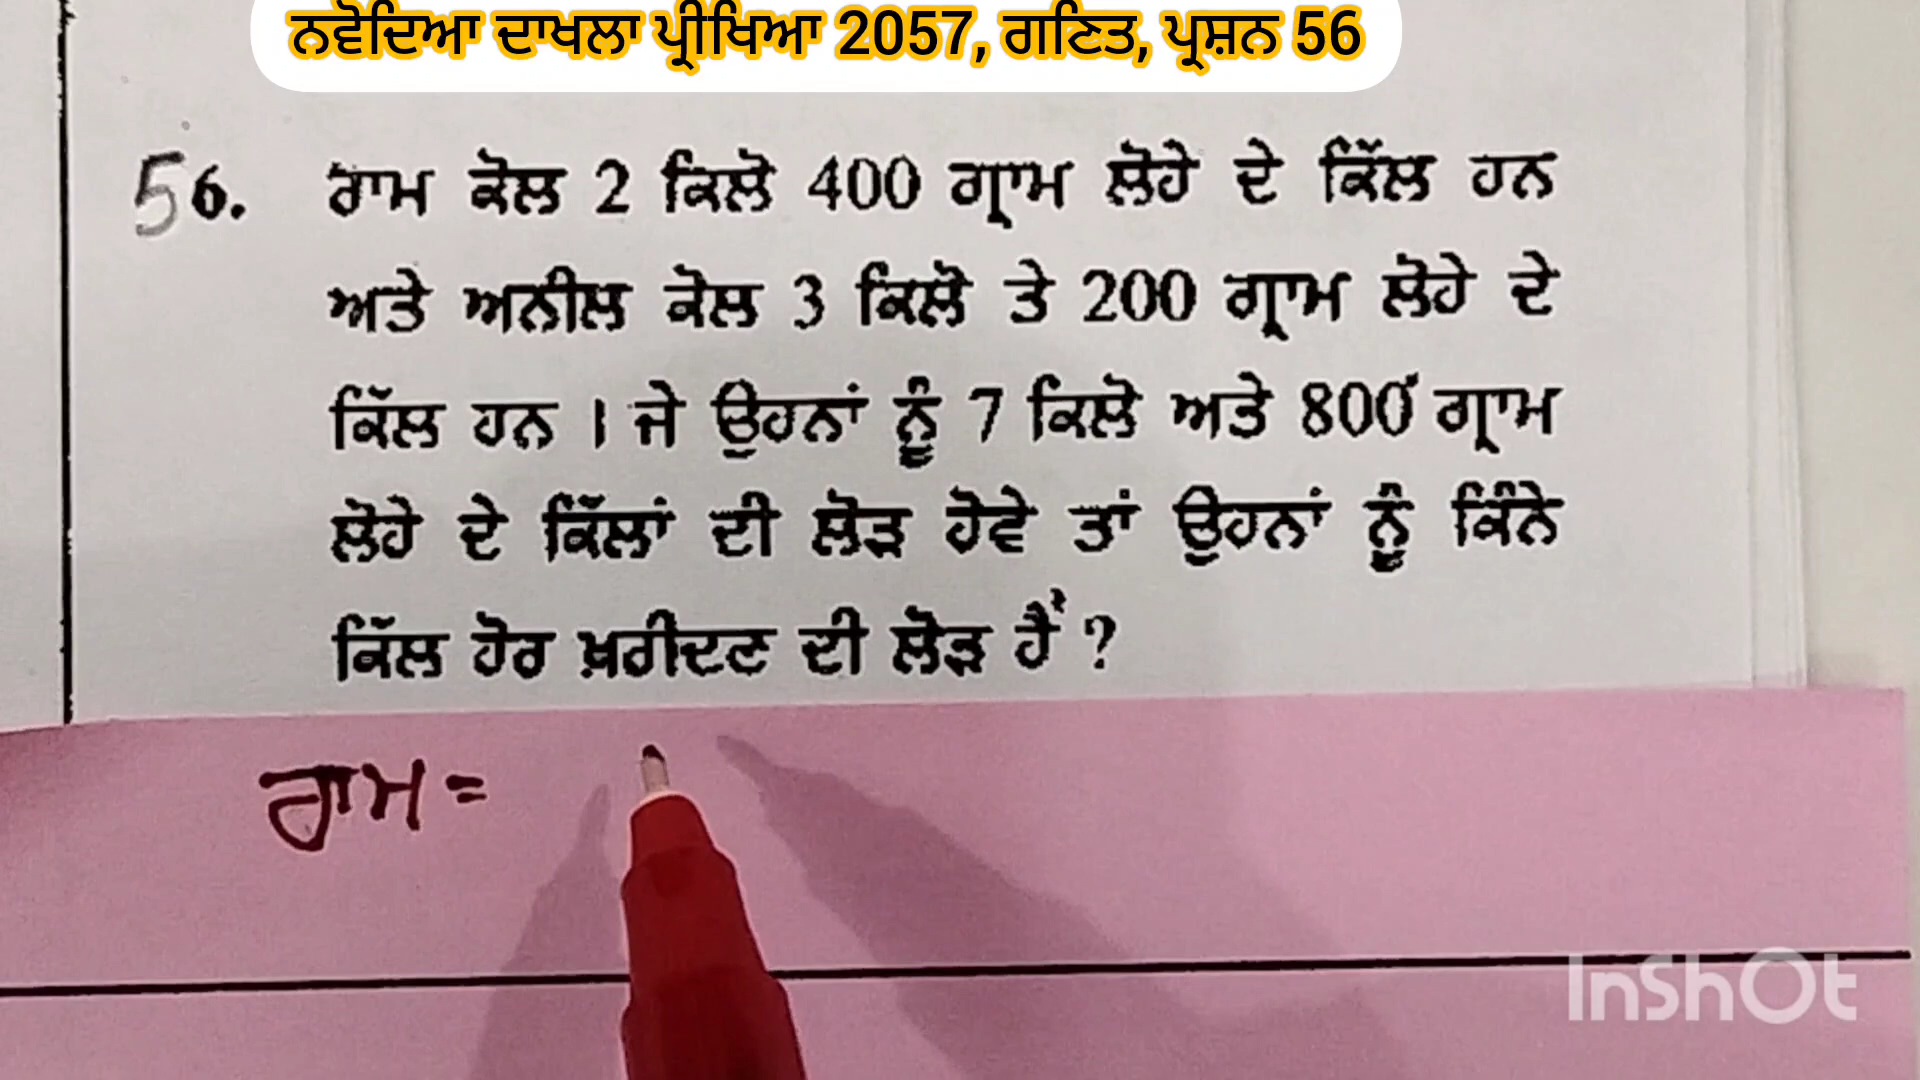 ਨਵੋਦਿਆ ਦਾਖਲਾ ਪ੍ਰੀਖਿਆ 2057, ਗਣਿਤ, ਪ੍ਰਸ਼ਨ 56
56. ਰਾਮ ਕੋਲ 2 ਕਿਲੋ 400 ਗ੍ਰਾਮ ਲੋਹੇ ਦੇ ਕਿੱਲ ਹਨ
ਅਤੇ ਅਨੀਲ ਕੋਲ 3 ਕਿਲੋ ਤੇ 200 ਗ੍ਰਾਮ ਲੋਹੇ ਦੇ
ਕਿੱਲ ਹਨ । ਜੇ ਉਹਨਾਂ ਨੂੰ 7 ਕਿਲੋ ਅਤੇ 800 ਗ੍ਰਾਮ
ਲੋਹੇ ਦੇ ਕਿੱਲਾਂ ਦੀ ਲੋੜ ਹੋਵੇ ਤਾਂ ਉਹਨਾਂ ਨੂੰ ਕਿੰਨੇ
ਕਿੱਲ ਹੋਰ ਖ਼ਰੀਦਣ ਦੀ ਲੋੜ ਹੈ ?
ਰਾਮ =
InShOt